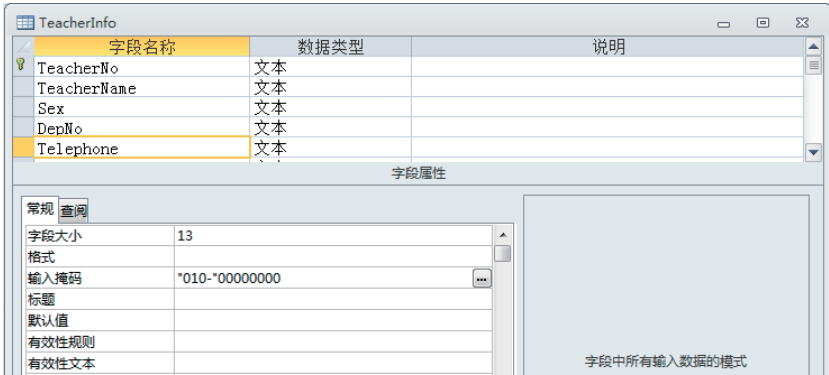 TeacherInfo
字段名称 数据类型 说明
TeacherNo 文本
TeacherName 文本
Sex 文本
DepNo 文本
Telephone 文本
字段属性
常规 查阅
字段大小 13
格式
输入掩码 "010-"00000000
标题
默认值
有效性规则
有效性文本
字段中所有输入数据的模式